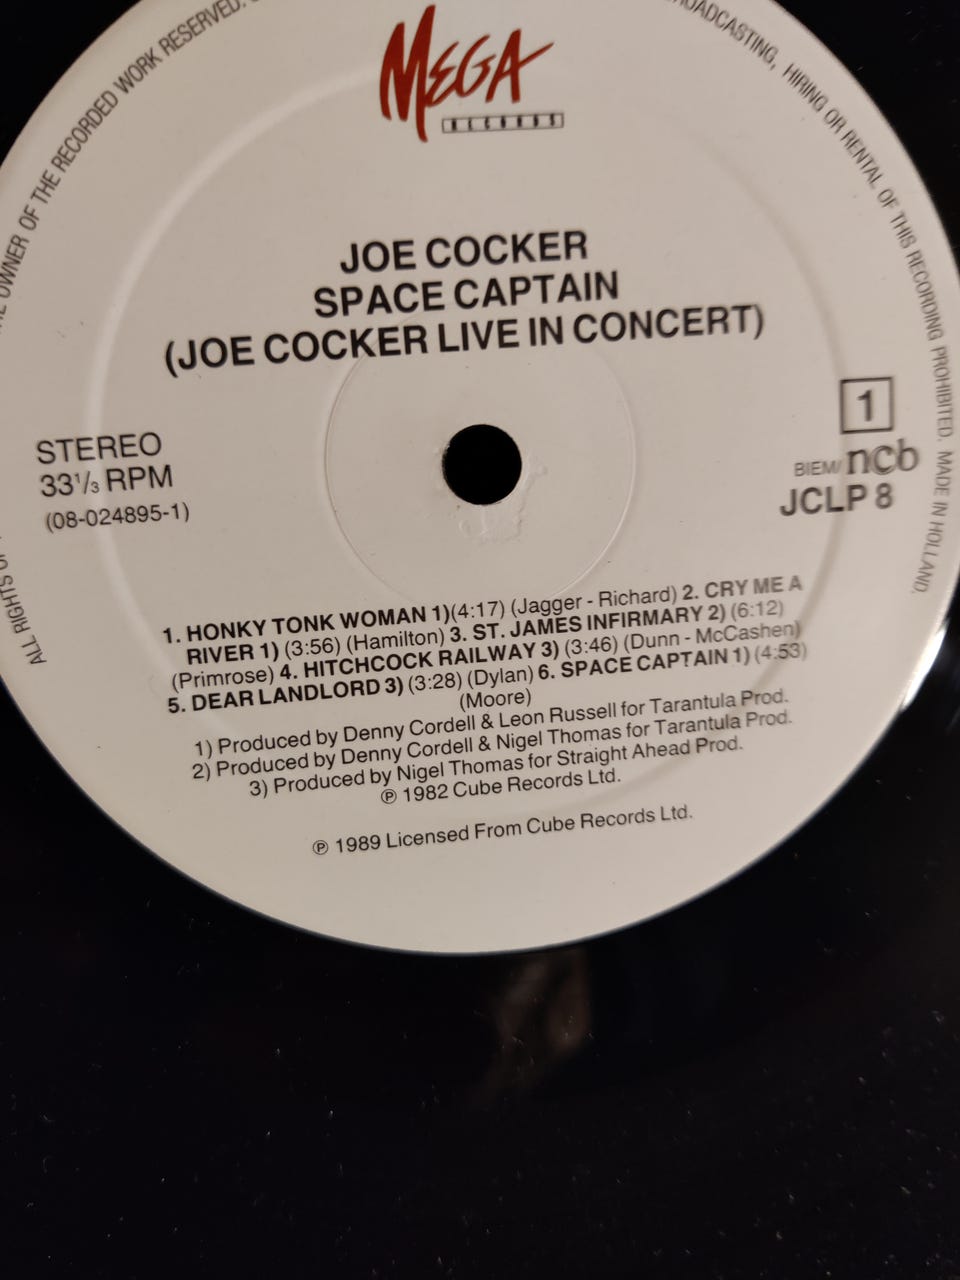 OWNER OF THE RECORDED WORK RESERVED.
BROADCASTING, HIRING OR RENTAL OF THIS RECORDING PROHIBITED. MADE IN HOLLAND.
MEGA
RECORDS
JOE COCKER
SPACE CAPTAIN
(JOE COCKER LIVE IN CONCERT)
STEREO
33⅓ RPM
(08-024895-1)
1
BIEM/ncb
JCLP 8
1. HONKY TONK WOMAN 1)(4:17) (Jagger - Richard) 2. CRY ME A
RIVER 1) (3:56) (Hamilton) 3. ST. JAMES INFIRMARY 2) (6:12)
(Primrose) 4. HITCHCOCK RAILWAY 3) (3:46) (Dunn - McCashen)
5. DEAR LANDLORD 3) (3:28) (Dylan) 6. SPACE CAPTAIN 1) (4:53)
(Moore)
1) Produced by Denny Cordell & Leon Russell for Tarantula Prod.
2) Produced by Denny Cordell & Nigel Thomas for Tarantula Prod.
3) Produced by Nigel Thomas for Straight Ahead Prod.
℗ 1982 Cube Records Ltd.
℗ 1989 Licensed From Cube Records Ltd.
ALL RIGHTS